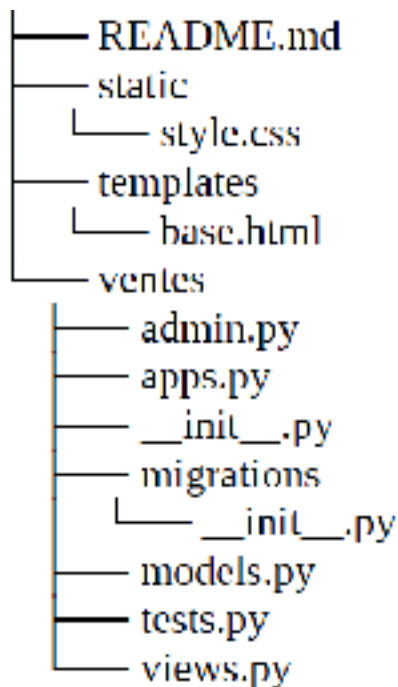 README.md
static
style.css
templates
base.html
ventes
admin.py
apps.py
__init__.py
migrations
__init__.py
models.py
tests.py
views.py